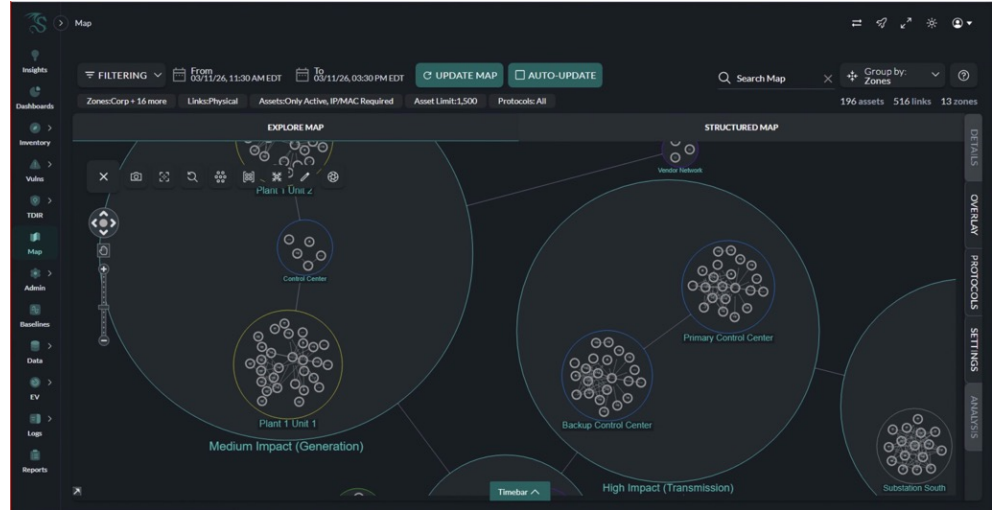 Map
Insights
Dashboards
Inventory
Vulns
TDIR
Map
Admin
Baselines
Data
EV
Logs
Reports
FILTERING
From
03/11/26, 11:30 AM EDT
To
03/11/26, 03:30 PM EDT
UPDATE MAP
AUTO-UPDATE
Search Map
Group by:
Zones
Zones:Corp + 16 more
Links:Physical
Assets:Only Active, IP/MAC Required
Asset Limit:1,500
Protocols: All
196 assets 516 links 13 zones
EXPLORE MAP
STRUCTURED MAP
Plant 1 Unit 2
Vendor Network
Control Center
Primary Control Center
Plant 1 Unit 1
Backup Control Center
Medium Impact (Generation)
High Impact (Transmission)
Substation South
Timebar
DETAILS
OVERLAY
PROTOCOLS
SETTINGS
ANALYSIS